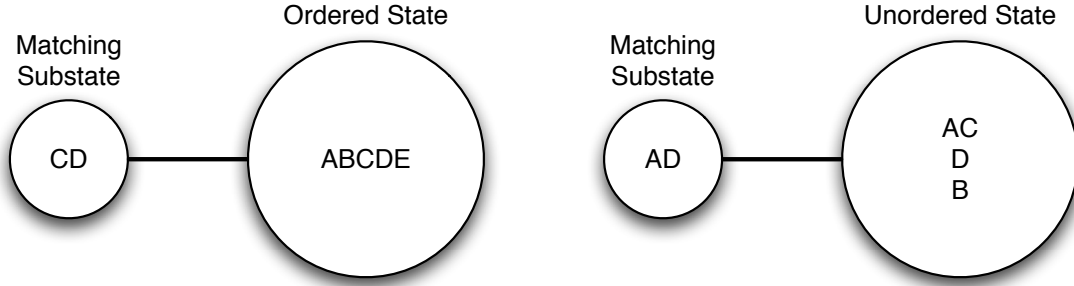 Ordered State
Matching
Substate
CD
ABCDE
Unordered State
Matching
Substate
AD
AC
D
B